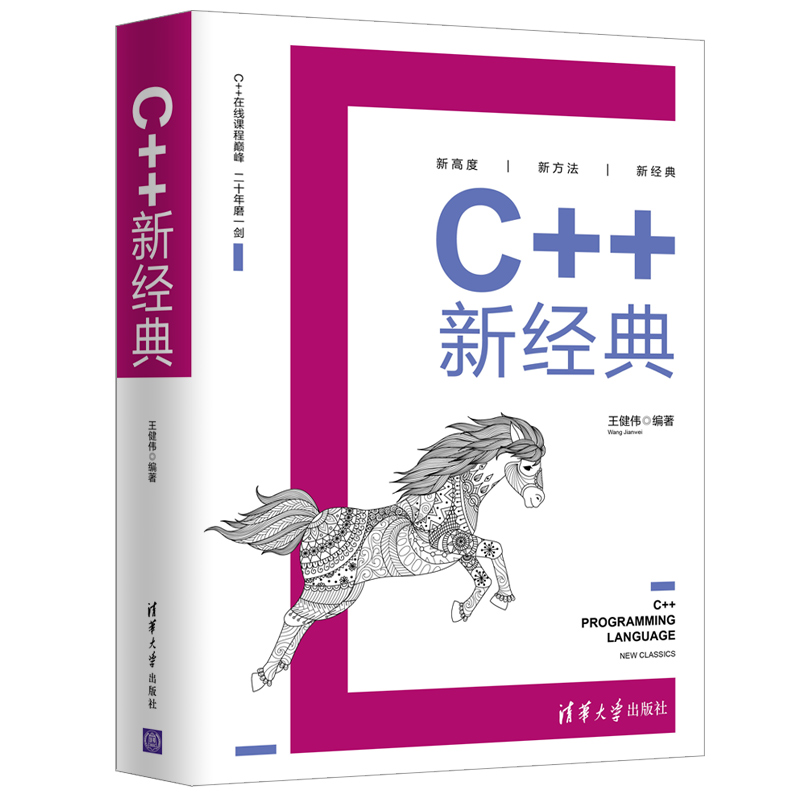 C++新经典
王健伟◎编著
清华大学出版社
C++在线课程巅峰 二十年磨一剑
新高度 | 新方法 | 新经典
C++
新经典
王健伟◎编著
Wang Jianwei
C++
PROGRAMMING
LANGUAGE
NEW CLASSICS
清华大学出版社